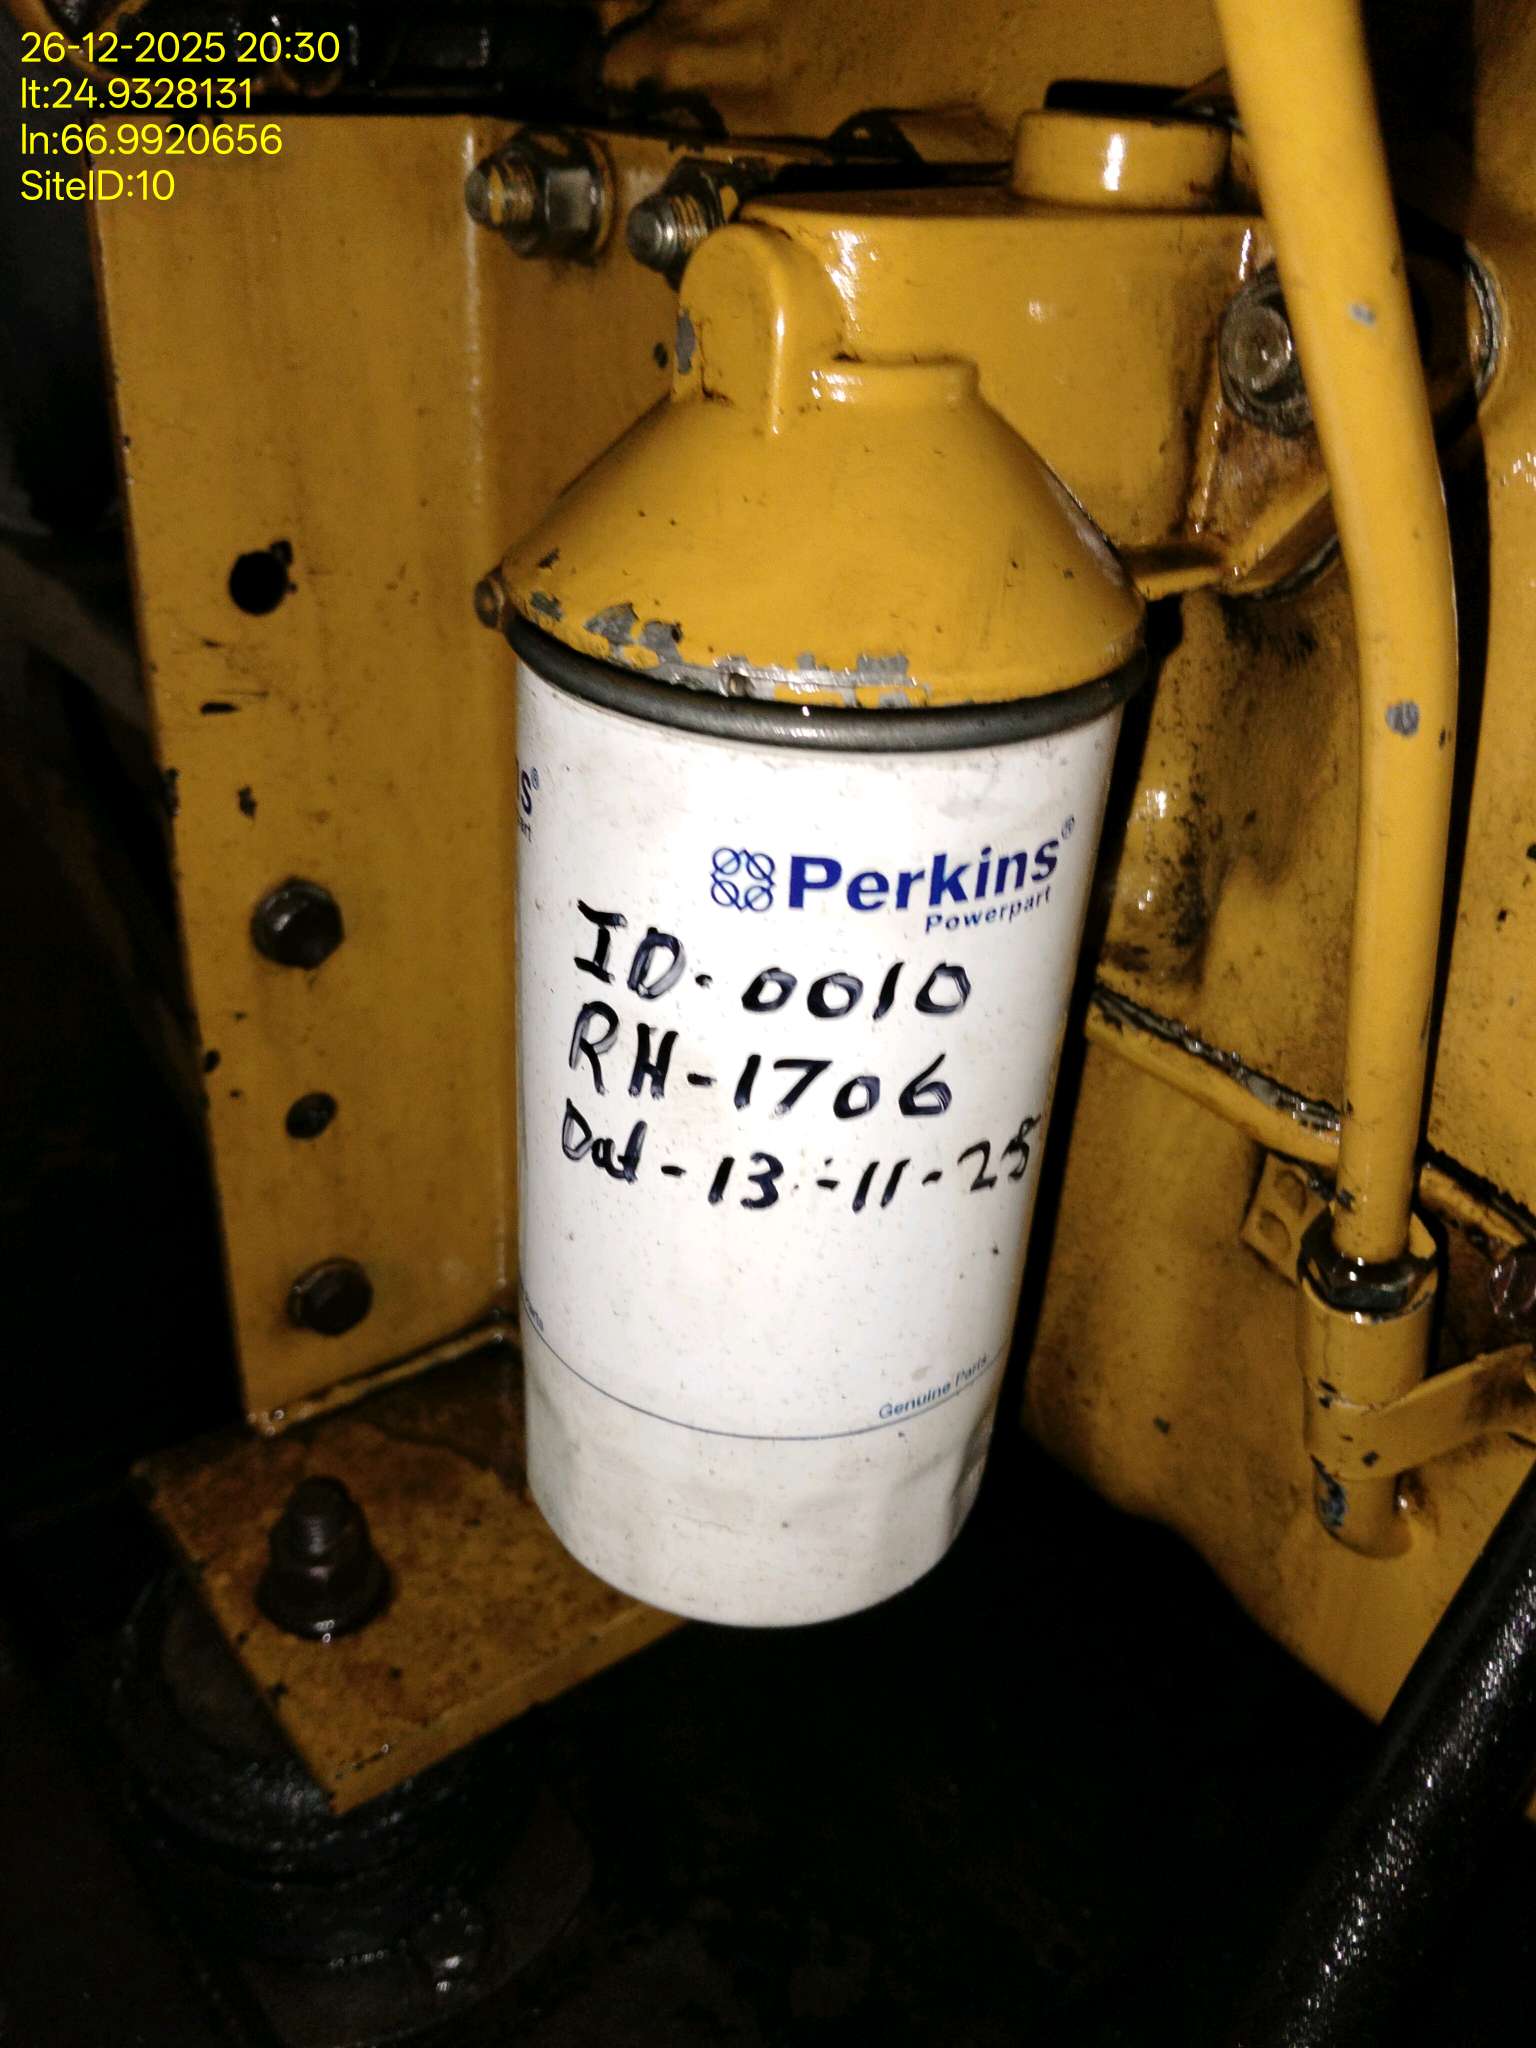 26-12-2025 20:30
lt:24.9328131
ln:66.9920656
SiteID:10
Perkins®
Powerpart
ID-0010
RH-1706
Dat-13-11-25
Genuine Parts